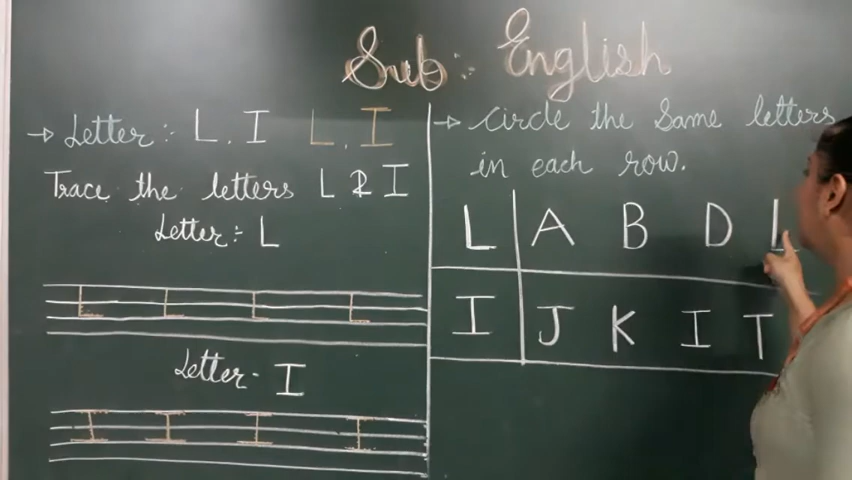 Sub : English
→ Letter :- L, I L, I
Trace the letters L & I
Letter :- L
L L L L
Letter - I
I I I I
→ Circle the Same letters
in each row.
L A B D L
I J K I T